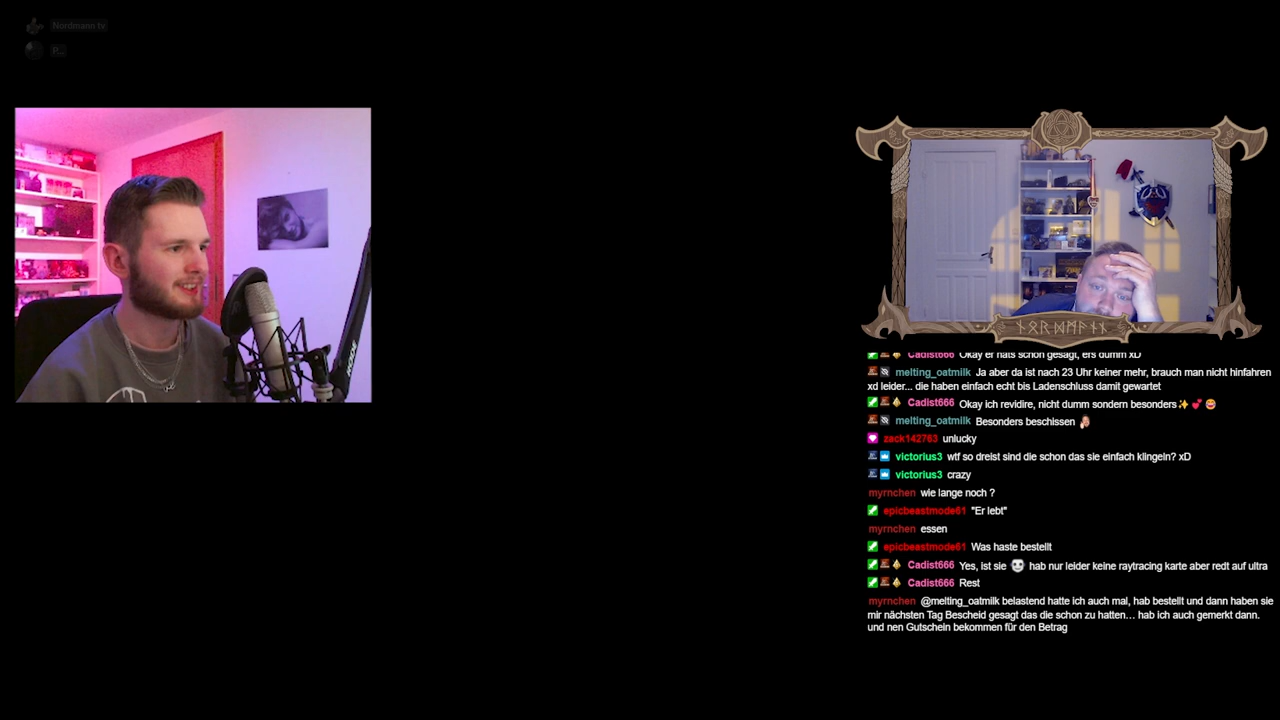 Nordmann tv
P...
RODE
ᚾᛟᚱᛞᛗᚨᚾᚾ
Cadist666 Okay er hats schon gesagt, ers dumm xD
melting_oatmilk Ja aber da ist nach 23 Uhr keiner mehr, brauch man nicht hinfahren
xd leider... die haben einfach echt bis Ladenschluss damit gewartet
Cadist666 Okay ich revidire, nicht dumm sondern besonders✨ 💕 🤩
melting_oatmilk Besonders beschissen
zack142763 unlucky
victorius3 wtf so dreist sind die schon das sie einfach klingeln? xD
victorius3 crazy
myrnchen wie lange noch ?
epicbeastmode61 "Er lebt"
myrnchen essen
epicbeastmode61 Was haste bestellt
Cadist666 Yes, ist sie hab nur leider keine raytracing karte aber redt auf ultra
Cadist666 Rest
myrnchen @melting_oatmilk belastend hatte ich auch mal, hab bestellt und dann haben sie
mir nächsten Tag Bescheid gesagt das die schon zu hatten... hab ich auch gemerkt dann.
und nen Gutschein bekommen für den Betrag